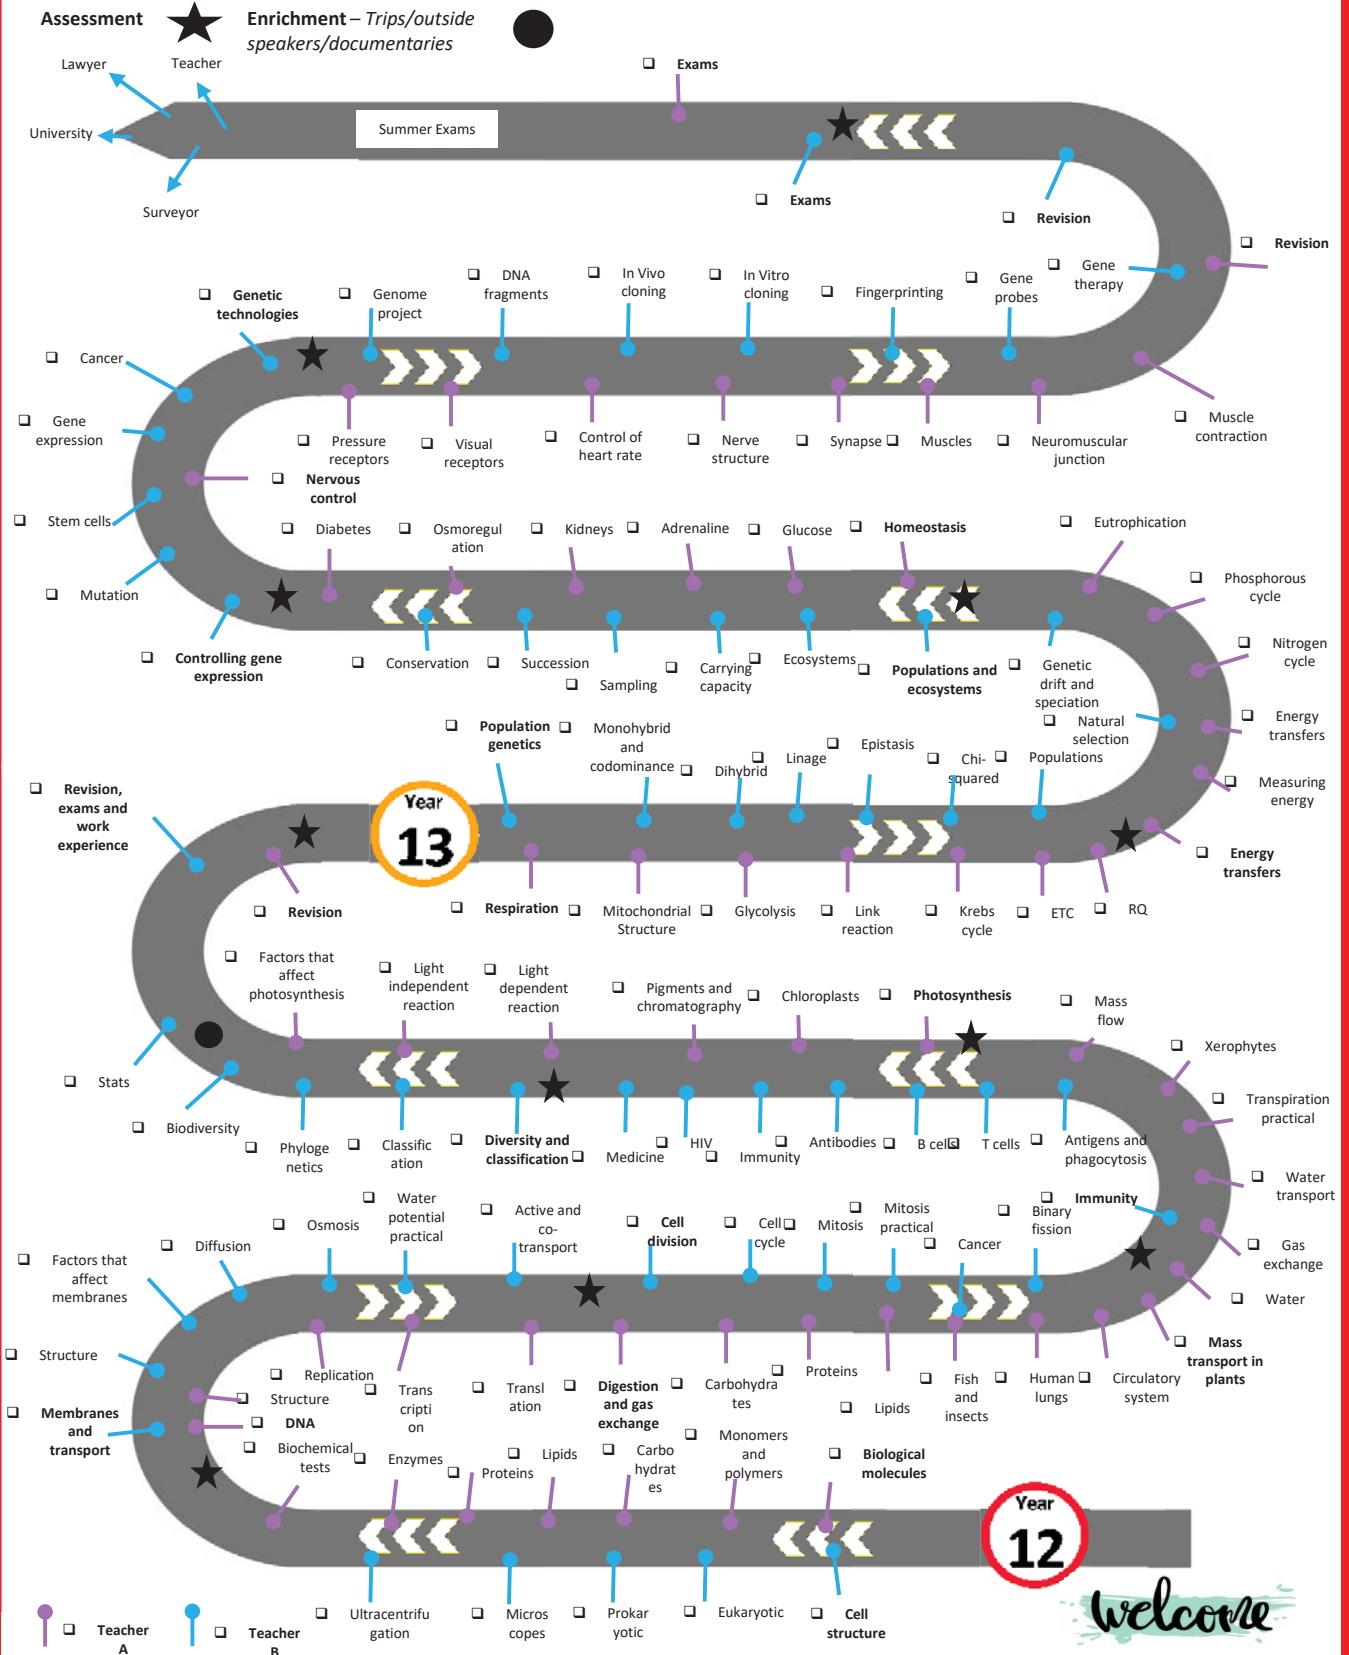 Assessment
Enrichment – Trips/outside
speakers/documentaries
Lawyer
Teacher
University
Surveyor
Summer Exams
❑ Exams
❑ Exams
❑ Revision
❑ Revision
❑ Gene
therapy
❑ Genetic
technologies
❑ Genome
project
❑ DNA
fragments
❑ In Vivo
cloning
❑ In Vitro
cloning
❑ Fingerprinting
❑ Gene
probes
❑ Cancer
❑ Gene
expression
❑ Stem cells
❑ Mutation
❑ Controlling gene
expression
❑ Pressure
receptors
❑ Visual
receptors
❑ Control of
heart rate
❑ Nerve
structure
❑ Synapse
❑ Muscles
❑ Neuromuscular
junction
❑ Muscle
contraction
❑ Nervous
control
❑ Diabetes
❑ Osmoregul
ation
❑ Kidneys
❑ Adrenaline
❑ Glucose
❑ Homeostasis
❑ Eutrophication
❑ Phosphorous
cycle
❑ Nitrogen
cycle
❑ Energy
transfers
❑ Measuring
energy
❑ Energy
transfers
❑ Conservation
❑ Succession
❑ Sampling
❑ Carrying
capacity
❑ Ecosystems
❑ Populations and
ecosystems
❑ Genetic
drift and
speciation
❑ Natural
selection
❑ Population
genetics
❑ Monohybrid
and
codominance
❑ Dihybrid
❑ Linage
❑ Epistasis
❑ Chi-
squared
❑ Populations
❑ Revision,
exams and
work
experience
Year
13
❑ Revision
❑ Respiration
❑ Mitochondrial
Structure
❑ Glycolysis
❑ Link
reaction
❑ Krebs
cycle
❑ ETC
❑ RQ
❑ Factors that
affect
photosynthesis
❑ Light
independent
reaction
❑ Light
dependent
reaction
❑ Pigments and
chromatography
❑ Chloroplasts
❑ Photosynthesis
❑ Mass
flow
❑ Xerophytes
❑ Transpiration
practical
❑ Water
transport
❑ Gas
exchange
❑ Water
❑ Mass
transport in
plants
❑ Stats
❑ Biodiversity
❑ Phyloge
netics
❑ Classific
ation
❑ Diversity and
classification
❑ Medicine
❑ HIV
❑ Immunity
❑ Antibodies
❑ B cells
❑ T cells
❑ Antigens and
phagocytosis
❑ Immunity
❑ Factors that
affect
membranes
❑ Diffusion
❑ Osmosis
❑ Water
potential
practical
❑ Active and
co-
transport
❑ Cell
division
❑ Cell
cycle
❑ Mitosis
❑ Mitosis
practical
❑ Cancer
❑ Binary
fission
❑ Structure
❑ Membranes
and
transport
❑ Replication
❑ Structure
❑ DNA
❑ Trans
cripti
on
❑ Transl
ation
❑ Digestion
and gas
exchange
❑ Carbohydra
tes
❑ Proteins
❑ Lipids
❑ Fish
and
insects
❑ Human
lungs
❑ Circulatory
system
❑ Biochemical
tests
❑ Enzymes
❑ Proteins
❑ Lipids
❑ Carbo
hydrat
es
❑ Monomers
and
polymers
❑ Biological
molecules
Year
12
❑ Ultracentrifu
gation
❑ Micros
copes
❑ Prokar
yotic
❑ Eukaryotic
❑ Cell
structure
welcome
❑ Teacher
A
❑ Teacher
B